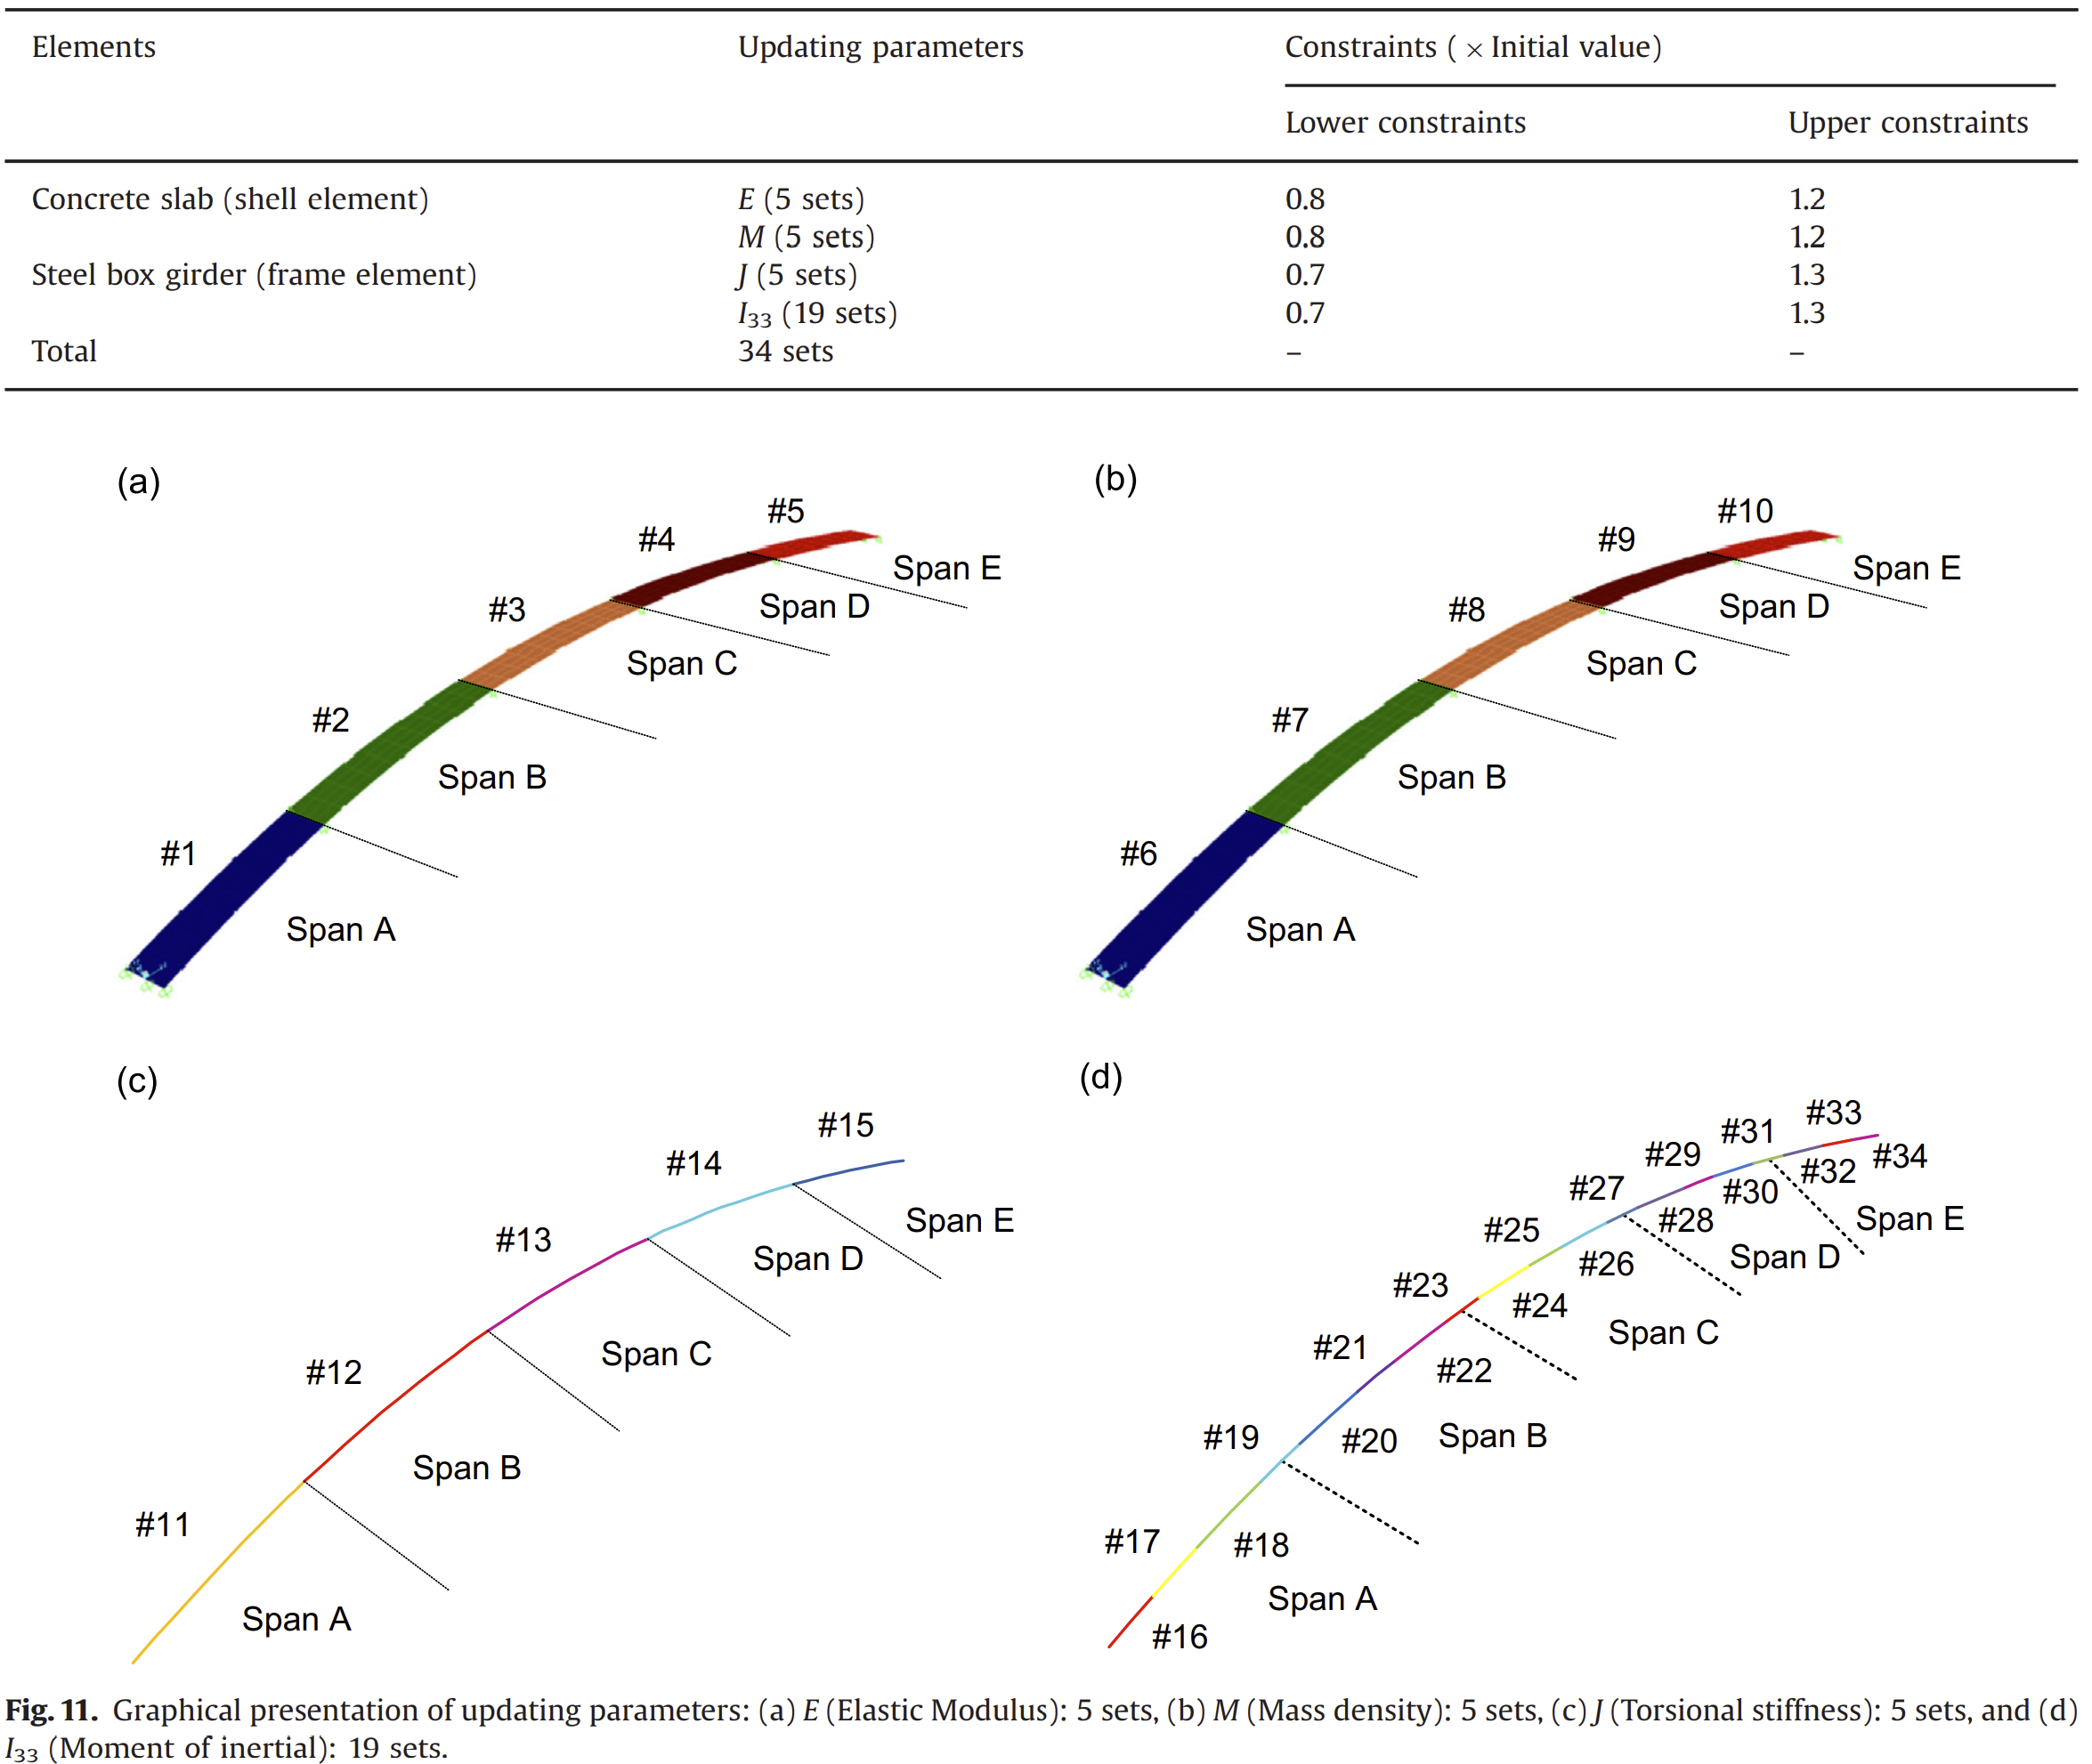 Elements Updating parameters Constraints ( × Initial value)
Lower constraints Upper constraints
Concrete slab (shell element) E (5 sets) 0.8 1.2
M (5 sets) 0.8 1.2
Steel box girder (frame element) J (5 sets) 0.7 1.3
I33 (19 sets) 0.7 1.3
Total 34 sets – –
(a)
#5
#4
Span E
#3
Span D
Span C
#2
Span B
#1
Span A
(b)
#10
#9
Span E
#8
Span D
Span C
#7
Span B
#6
Span A
(c)
#15
#14
Span E
#13
Span D
Span C
#12
Span B
#11
Span A
(d)
#33
#31
#29
#34
#32
#27
#30
Span E
#28
#25
Span D
#26
#23
#24
Span C
#21
#22
#19
#20
Span B
#17
#18
Span A
#16
Fig. 11. Graphical presentation of updating parameters: (a) E (Elastic Modulus): 5 sets, (b) M (Mass density): 5 sets, (c) J (Torsional stiffness): 5 sets, and (d)
I33 (Moment of inertial): 19 sets.